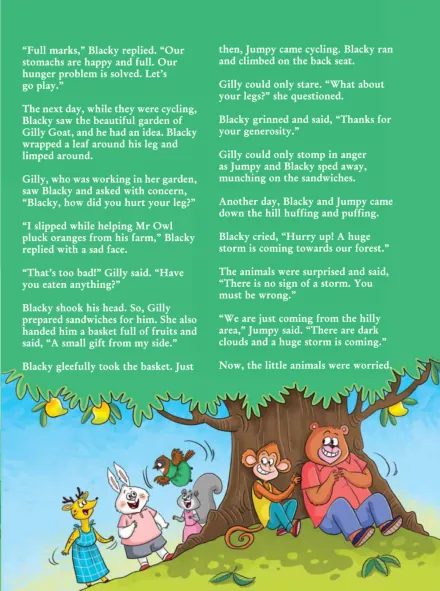 “Full marks,” Blacky replied. “Our
stomachs are happy and full. Our
hunger problem is solved. Let’s
go play.”
The next day, while they were cycling,
Blacky saw the beautiful garden of
Gilly Goat, and he had an idea. Blacky
wrapped a leaf around his leg and
limped around.
Gilly, who was working in her garden,
saw Blacky and asked with concern,
“Blacky, how did you hurt your leg?”
“I slipped while helping Mr Owl
pluck oranges from his farm,” Blacky
replied with a sad face.
“That’s too bad!” Gilly said. “Have
you eaten anything?”
Blacky shook his head. So, Gilly
prepared sandwiches for him. She also
handed him a basket full of fruits and
said, “A small gift from my side.”
Blacky gleefully took the basket. Just
then, Jumpy came cycling. Blacky ran
and climbed on the back seat.
Gilly could only stare. “What about
your legs?” she questioned.
Blacky grinned and said, “Thanks for
your generosity.”
Gilly could only stomp in anger
as Jumpy and Blacky sped away,
munching on the sandwiches.
Another day, Blacky and Jumpy came
down the hill huffing and puffing.
Blacky cried, “Hurry up! A huge
storm is coming towards our forest.”
The animals were surprised and said,
“There is no sign of a storm. You
must be wrong.”
“We are just coming from the hilly
area,” Jumpy said. “There are dark
clouds and a huge storm is coming.”
Now, the little animals were worried,